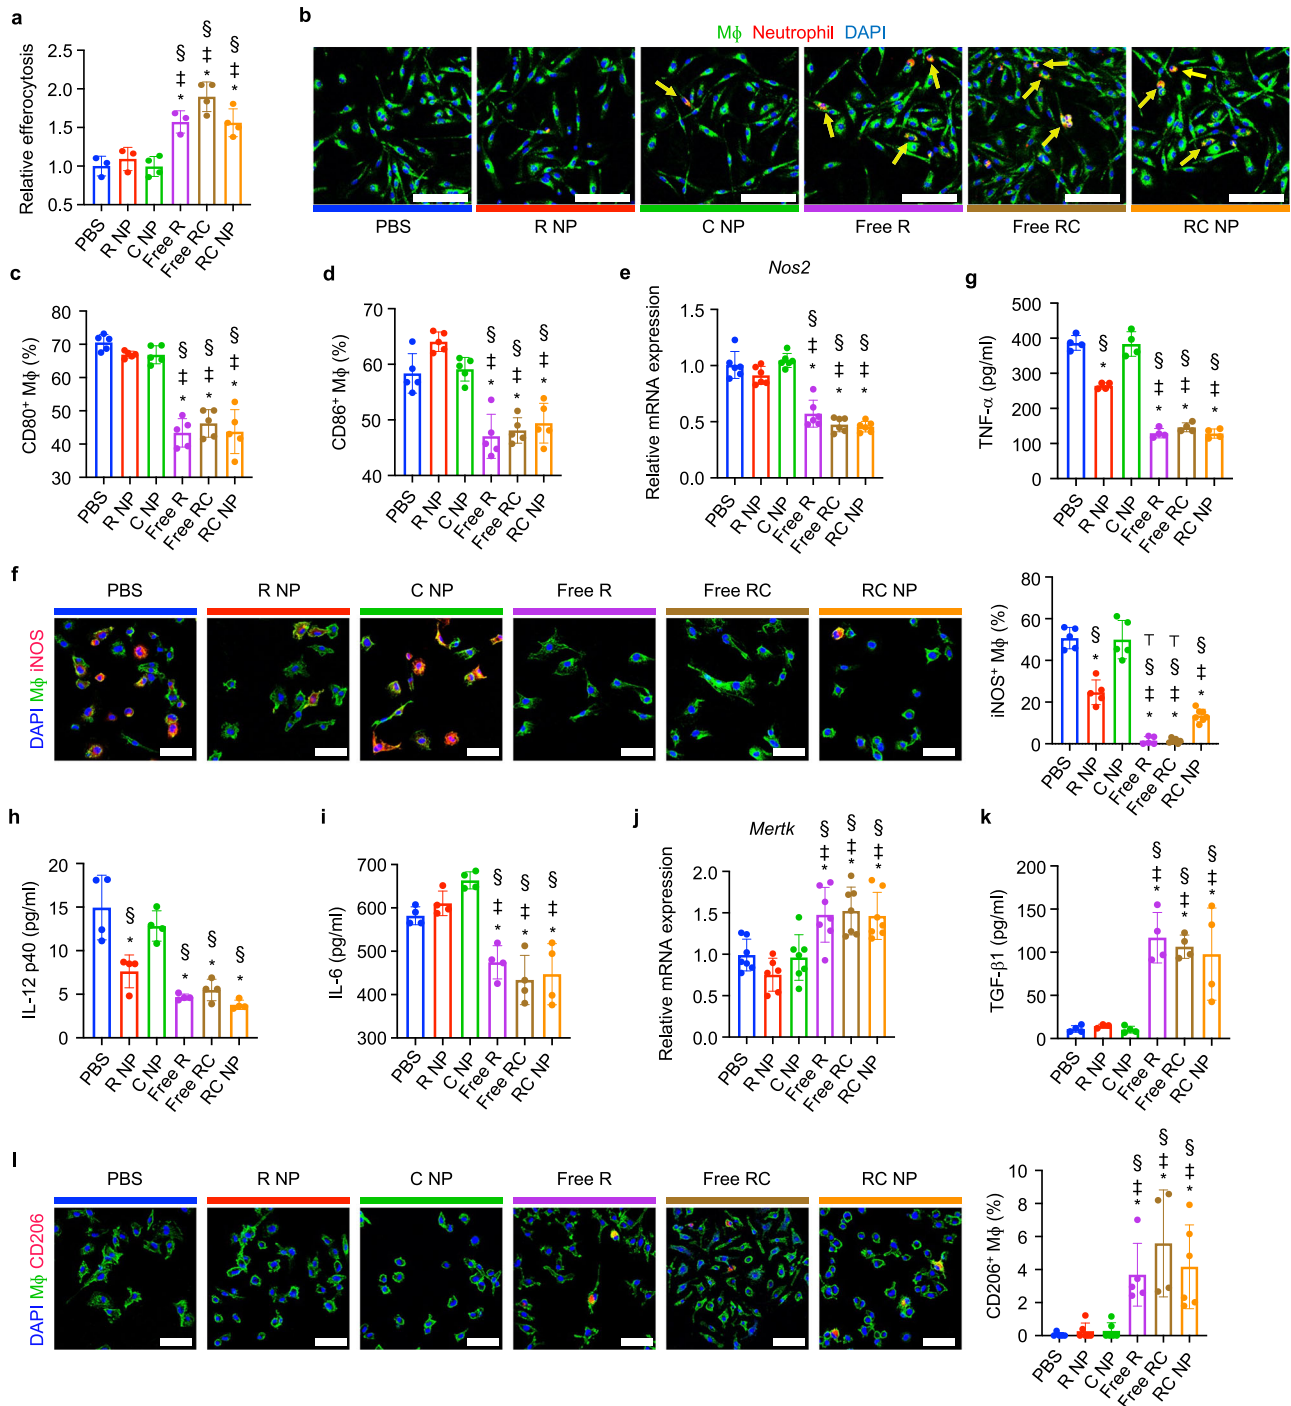 a
Relative efferocytosis
2.5
2.0
1.5
1.0
0.5
§ ‡ *
§ ‡ *
§ ‡ *
PBS
R NP
C NP
Free R
Free RC
RC NP
b
Mϕ Neutrophil DAPI
PBS
R NP
C NP
Free R
Free RC
RC NP
c
CD80⁺ Mϕ (%)
80
70
60
50
40
30
§ ‡ *
§ ‡ *
§ ‡ *
PBS
R NP
C NP
Free R
Free RC
RC NP
d
CD86⁺ Mϕ (%)
70
60
50
40
§ ‡ *
§ ‡ *
§ ‡ *
PBS
R NP
C NP
Free R
Free RC
RC NP
e
Nos2
Relative mRNA expression
1.5
1.0
0.5
0.0
§ ‡ *
§ ‡ *
§ ‡ *
PBS
R NP
C NP
Free R
Free RC
RC NP
g
TNF-α (pg/ml)
500
400
300
200
100
0
§ *
§ ‡ *
§ ‡ *
§ ‡ *
PBS
R NP
C NP
Free R
Free RC
RC NP
f
DAPI Mϕ iNOS
PBS
R NP
C NP
Free R
Free RC
RC NP
iNOS⁺ Mϕ (%)
80
60
40
20
0
§ *
⊤ § ‡ *
⊤ § ‡ *
§ ‡ *
PBS
R NP
C NP
Free R
Free RC
RC NP
h
IL-12 p40 (pg/ml)
20
15
10
5
0
§ *
§ *
§ *
§ *
PBS
R NP
C NP
Free R
Free RC
RC NP
i
IL-6 (pg/ml)
700
600
500
400
300
§ ‡ *
§ ‡ *
§ ‡ *
PBS
R NP
C NP
Free R
Free RC
RC NP
j
Mertk
Relative mRNA expression
2.0
1.5
1.0
0.5
0.0
§ ‡ *
§ ‡ *
§ ‡ *
PBS
R NP
C NP
Free R
Free RC
RC NP
k
TGF-β1 (pg/ml)
200
150
100
50
0
§ ‡ *
§ ‡ *
§ ‡ *
PBS
R NP
C NP
Free R
Free RC
RC NP
l
DAPI Mϕ CD206
PBS
R NP
C NP
Free R
Free RC
RC NP
CD206⁺ Mϕ (%)
10
8
6
4
2
0
§ ‡ *
§ ‡ *
§ ‡ *
PBS
R NP
C NP
Free R
Free RC
RC NP